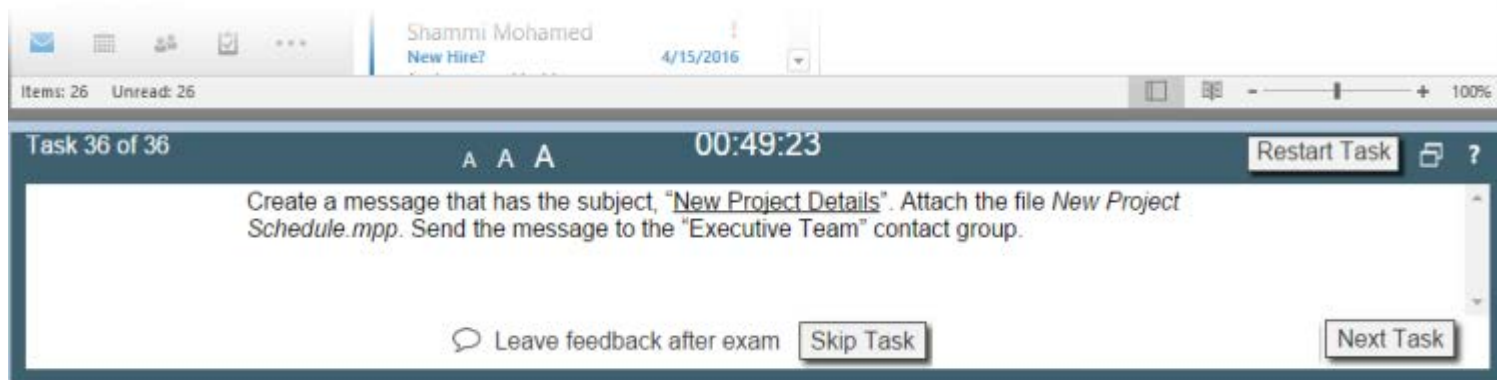 Shammi Mohamed
New Hire? 4/15/2016
Items: 26 Unread: 26
- + 100%
Task 36 of 36 A A A 00:49:23 Restart Task ?
Create a message that has the subject, “New Project Details”. Attach the file New Project
Schedule.mpp. Send the message to the “Executive Team” contact group.
Leave feedback after exam Skip Task Next Task